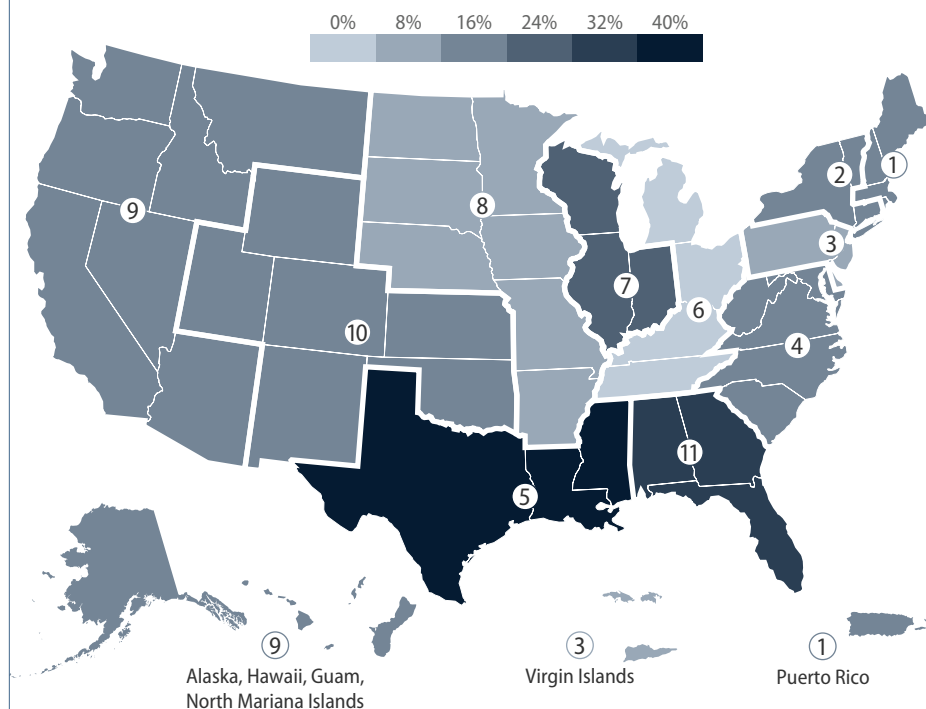 0% 8% 16% 24% 32% 40%
1
2
9
8
3
7
6
10
4
11
5
9
Alaska, Hawaii, Guam,
North Mariana Islands
3
Virgin Islands
1
Puerto Rico